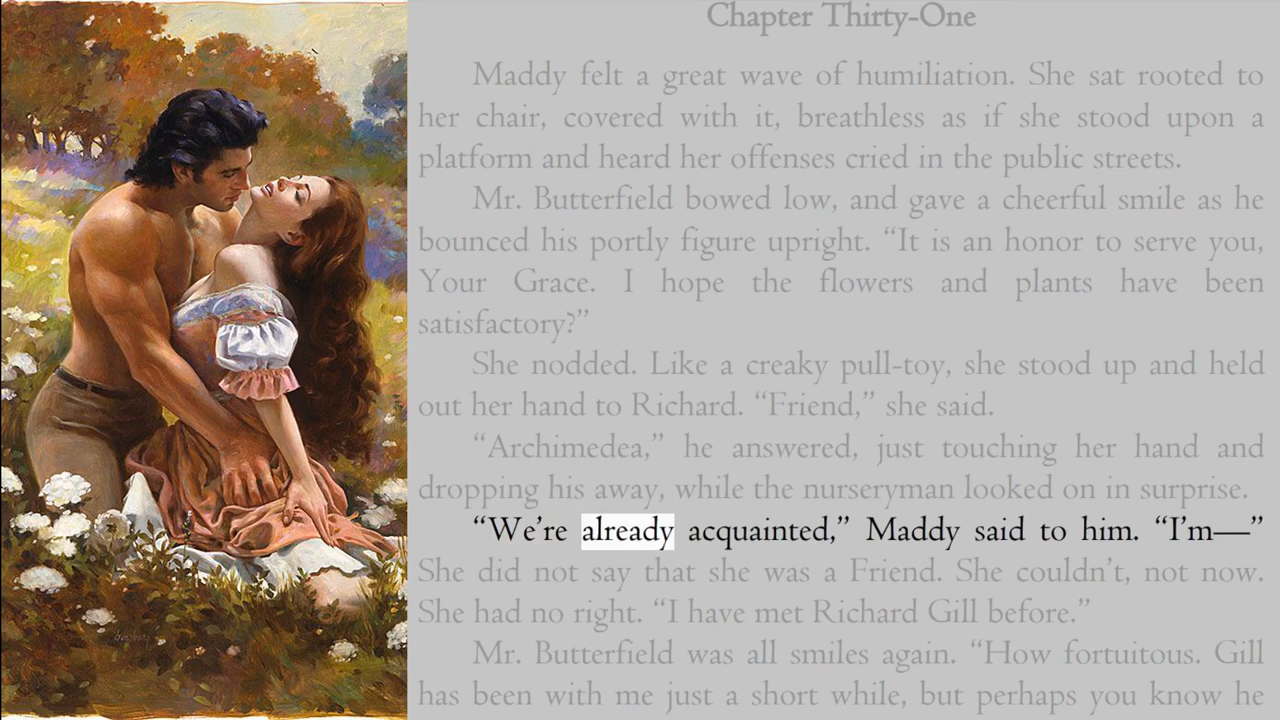 Chapter Thirty-One
Maddy felt a great wave of humiliation. She sat rooted to
her chair, covered with it, breathless as if she stood upon a
platform and heard her offenses cried in the public streets.
Mr. Butterfield bowed low, and gave a cheerful smile as he
bounced his portly figure upright. “It is an honor to serve you,
Your Grace. I hope the flowers and plants have been
satisfactory?”
She nodded. Like a creaky pull-toy, she stood up and held
out her hand to Richard. “Friend,” she said.
“Archimedea,” he answered, just touching her hand and
dropping his away, while the nurseryman looked on in surprise.
“We’re already acquainted,” Maddy said to him. “I’m—”
She did not say that she was a Friend. She couldn’t, not now.
She had no right. “I have met Richard Gill before.”
Mr. Butterfield was all smiles again. “How fortuitous. Gill
has been with me just a short while, but perhaps you know he